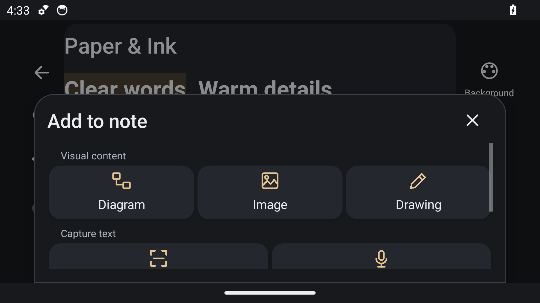 4:33
Paper & Ink
Clear words Warm details
Background
Add to note
Visual content
Diagram Image Drawing
Capture text